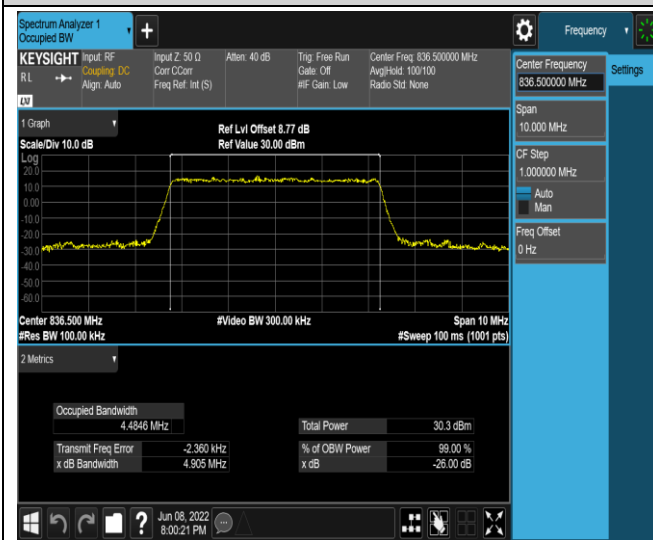 Spectrum Analyzer 1
Occupied BW
Frequency
KEYSIGHT
RL
LXI
Input: RF
Coupling: DC
Align: Auto
Input Z: 50 Ω
Corr CCorr
Freq Ref: Int (S)
Atten: 40 dB
Trig: Free Run
Gate: Off
#IF Gain: Low
Center Freq: 836.500000 MHz
Avg|Hold: 100/100
Radio Std: None
Center Frequency
836.500000 MHz
Settings
Span
10.000 MHz
CF Step
1.000000 MHz
Auto
Man
Freq Offset
0 Hz
1 Graph
Scale/Div 10.0 dB
Ref Lvl Offset 8.77 dB
Ref Value 30.00 dBm
Log
20.0
10.0
0.00
-10.0
-20.0
-30.0
-40.0
-50.0
-60.0
Center 836.500 MHz
#Video BW 300.00 kHz
Span 10 MHz
#Res BW 100.00 kHz
#Sweep 100 ms (1001 pts)
2 Metrics
Occupied Bandwidth
4.4846 MHz
Total Power 30.3 dBm
Transmit Freq Error -2.360 kHz
% of OBW Power 99.00 %
x dB Bandwidth 4.905 MHz
x dB -26.00 dB
?
Jun 08, 2022
8:00:21 PM